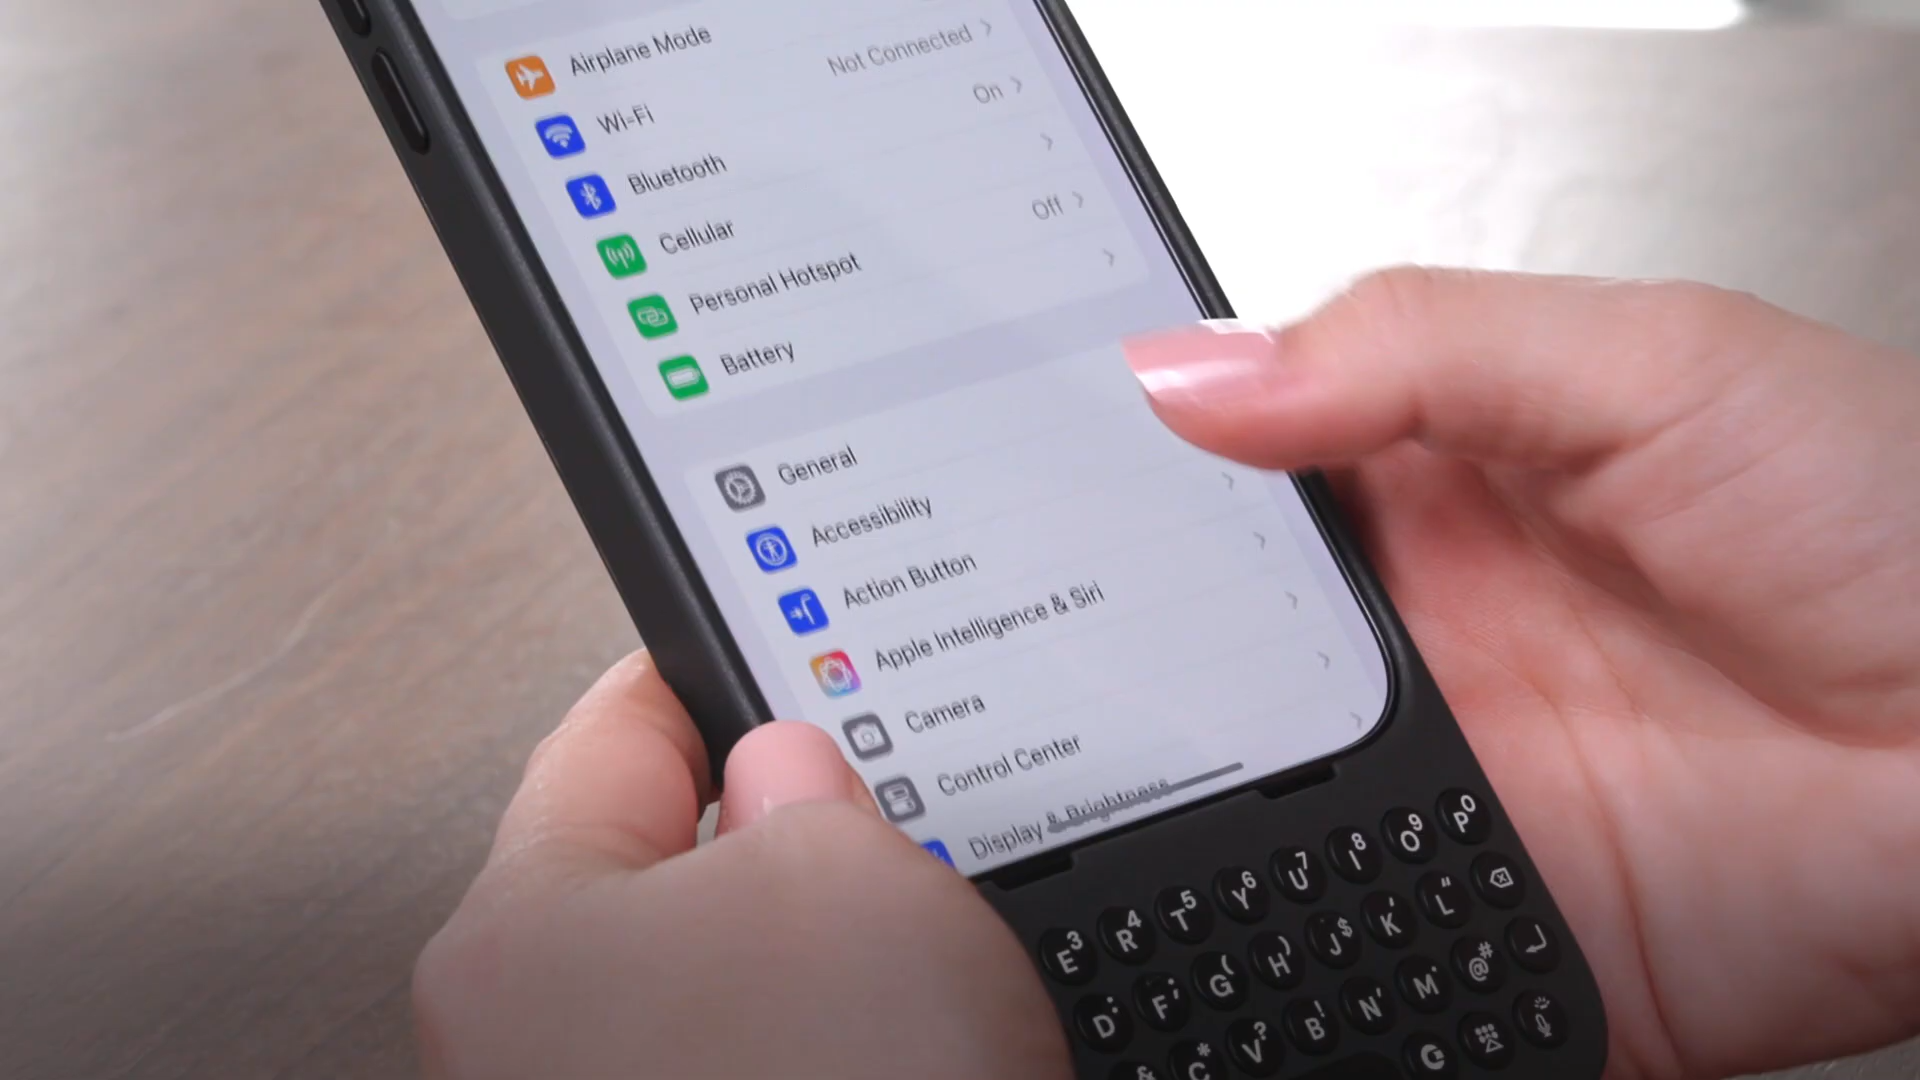 Airplane Mode
Wi-Fi Not Connected
Bluetooth On
Cellular
Personal Hotspot Off
Battery
General
Accessibility
Action Button
Apple Intelligence & Siri
Camera
Control Center
Display & Brightness
E3 R4 T5 Y6 U7 I8 O9 P0
D: F; G( H) J$ K' L"
& C* V? B! N' M. @#